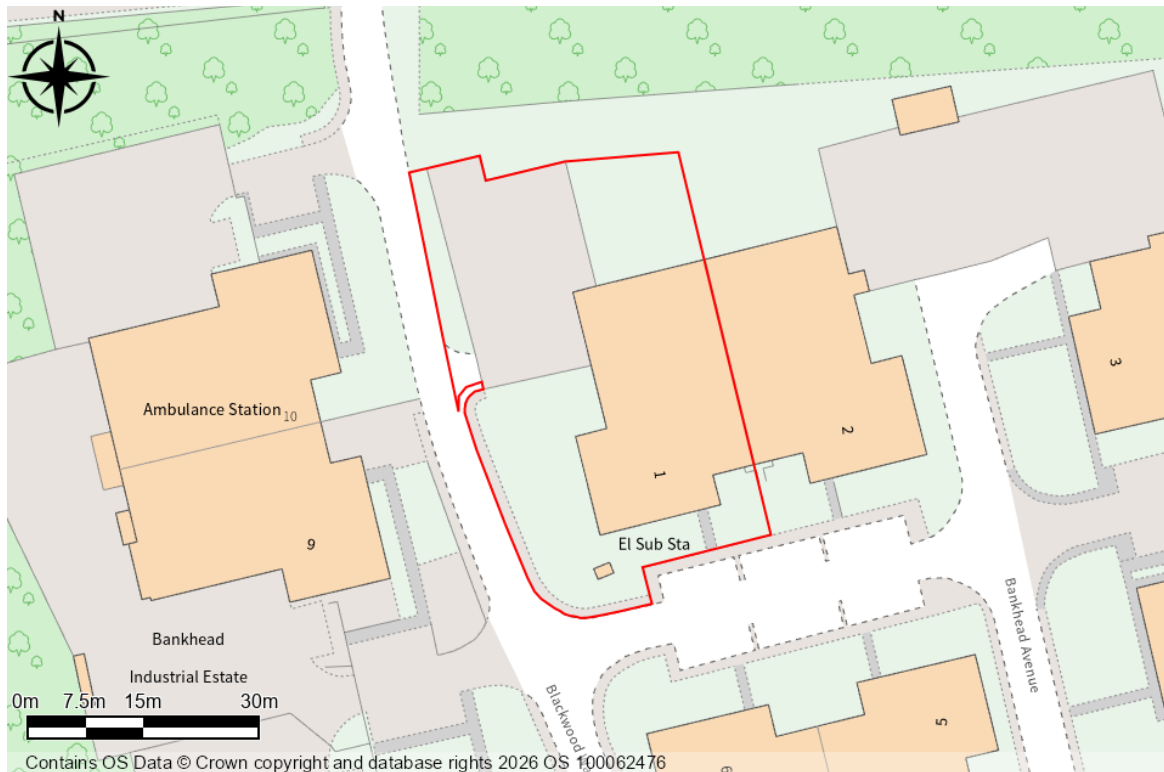 N
3
Ambulance Station 10
2
1
El Sub Sta
9
Bankhead Avenue
Bankhead
Industrial Estate
0m 7.5m 15m 30m
5
Contains OS Data © Crown copyright and database rights 2026 OS 100062476